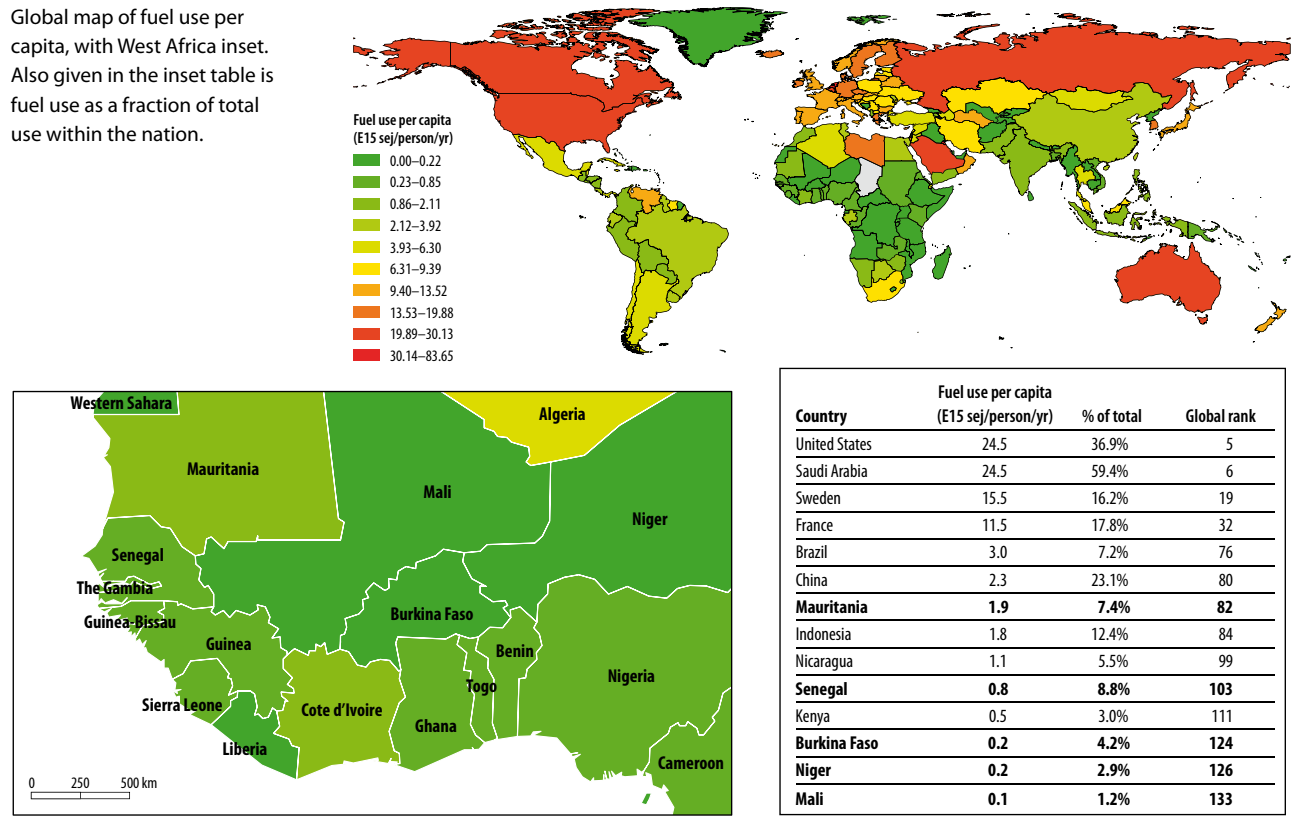 Global map of fuel use per
capita, with West Africa inset.
Also given in the inset table is
fuel use as a fraction of total
use within the nation.
Fuel use per capita
(E15 sej/person/yr)
0.00–0.22
0.23–0.85
0.86–2.11
2.12–3.92
3.93–6.30
6.31–9.39
9.40–13.52
13.53–19.88
19.89–30.13
30.14–83.65
Western Sahara
Algeria
Mauritania
Mali
Niger
Senegal
The Gambia
Guinea-Bissau
Burkina Faso
Guinea
Benin
Nigeria
Togo
Sierra Leone
Cote d'Ivoire
Ghana
Liberia
Cameroon
0 250 500 km
Fuel use per capita
Country (E15 sej/person/yr) % of total Global rank
United States 24.5 36.9% 5
Saudi Arabia 24.5 59.4% 6
Sweden 15.5 16.2% 19
France 11.5 17.8% 32
Brazil 3.0 7.2% 76
China 2.3 23.1% 80
Mauritania 1.9 7.4% 82
Indonesia 1.8 12.4% 84
Nicaragua 1.1 5.5% 99
Senegal 0.8 8.8% 103
Kenya 0.5 3.0% 111
Burkina Faso 0.2 4.2% 124
Niger 0.2 2.9% 126
Mali 0.1 1.2% 133